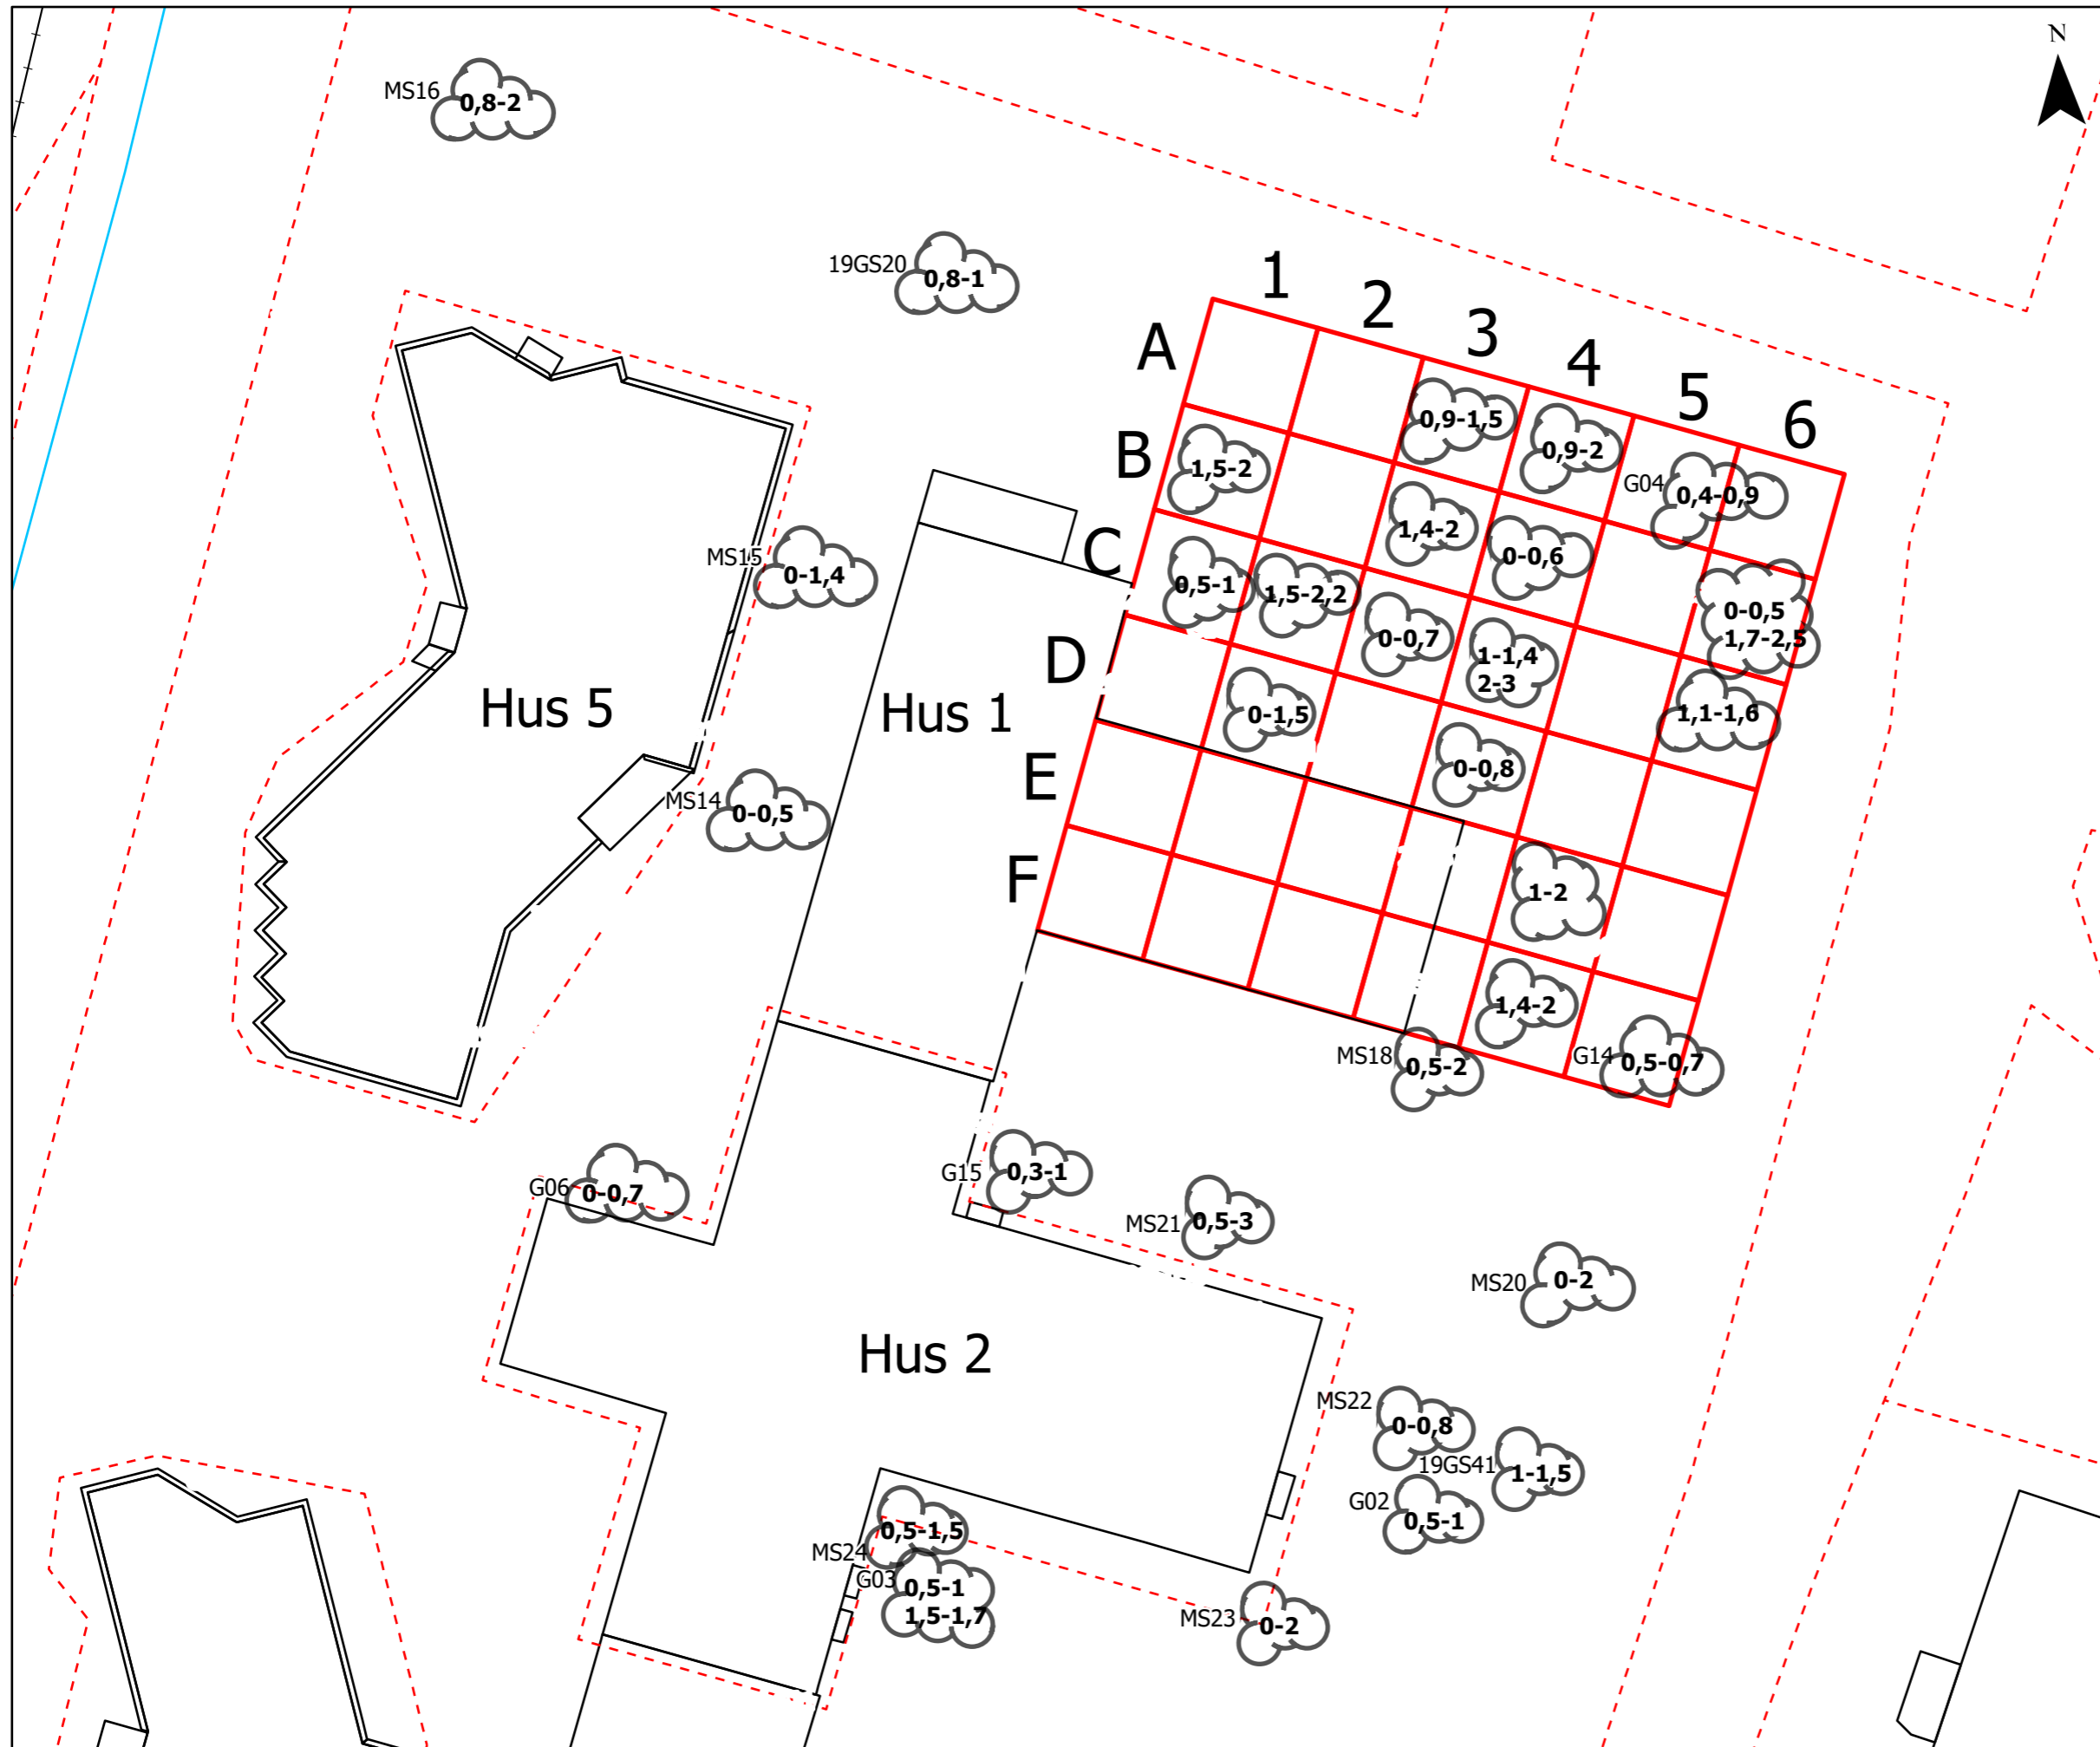 N
MS16
0,8-2
19GS20
0,8-1
1
2
3
4
5
6
A
B
C
D
E
F
0,9-1,5
0,9-2
G04
0,4-0,9
1,5-2
1,4-2
0-0,6
0-0,5
1,7-2,5
0,5-1
1,5-2,2
0-0,7
1-1,4
2-3
1,1-1,6
0-1,5
0-0,8
1-2
1,4-2
MS15
0-1,4
Hus 5
Hus 1
MS14
0-0,5
MS18
0,5-2
G14
0,5-0,7
G06
0-0,7
G15
0,3-1
MS21
0,5-3
MS20
0-2
Hus 2
MS22
0-0,8
19GS41
1-1,5
G02
0,5-1
MS24
0,5-1,5
G03
0,5-1
1,5-1,7
MS23
0-2